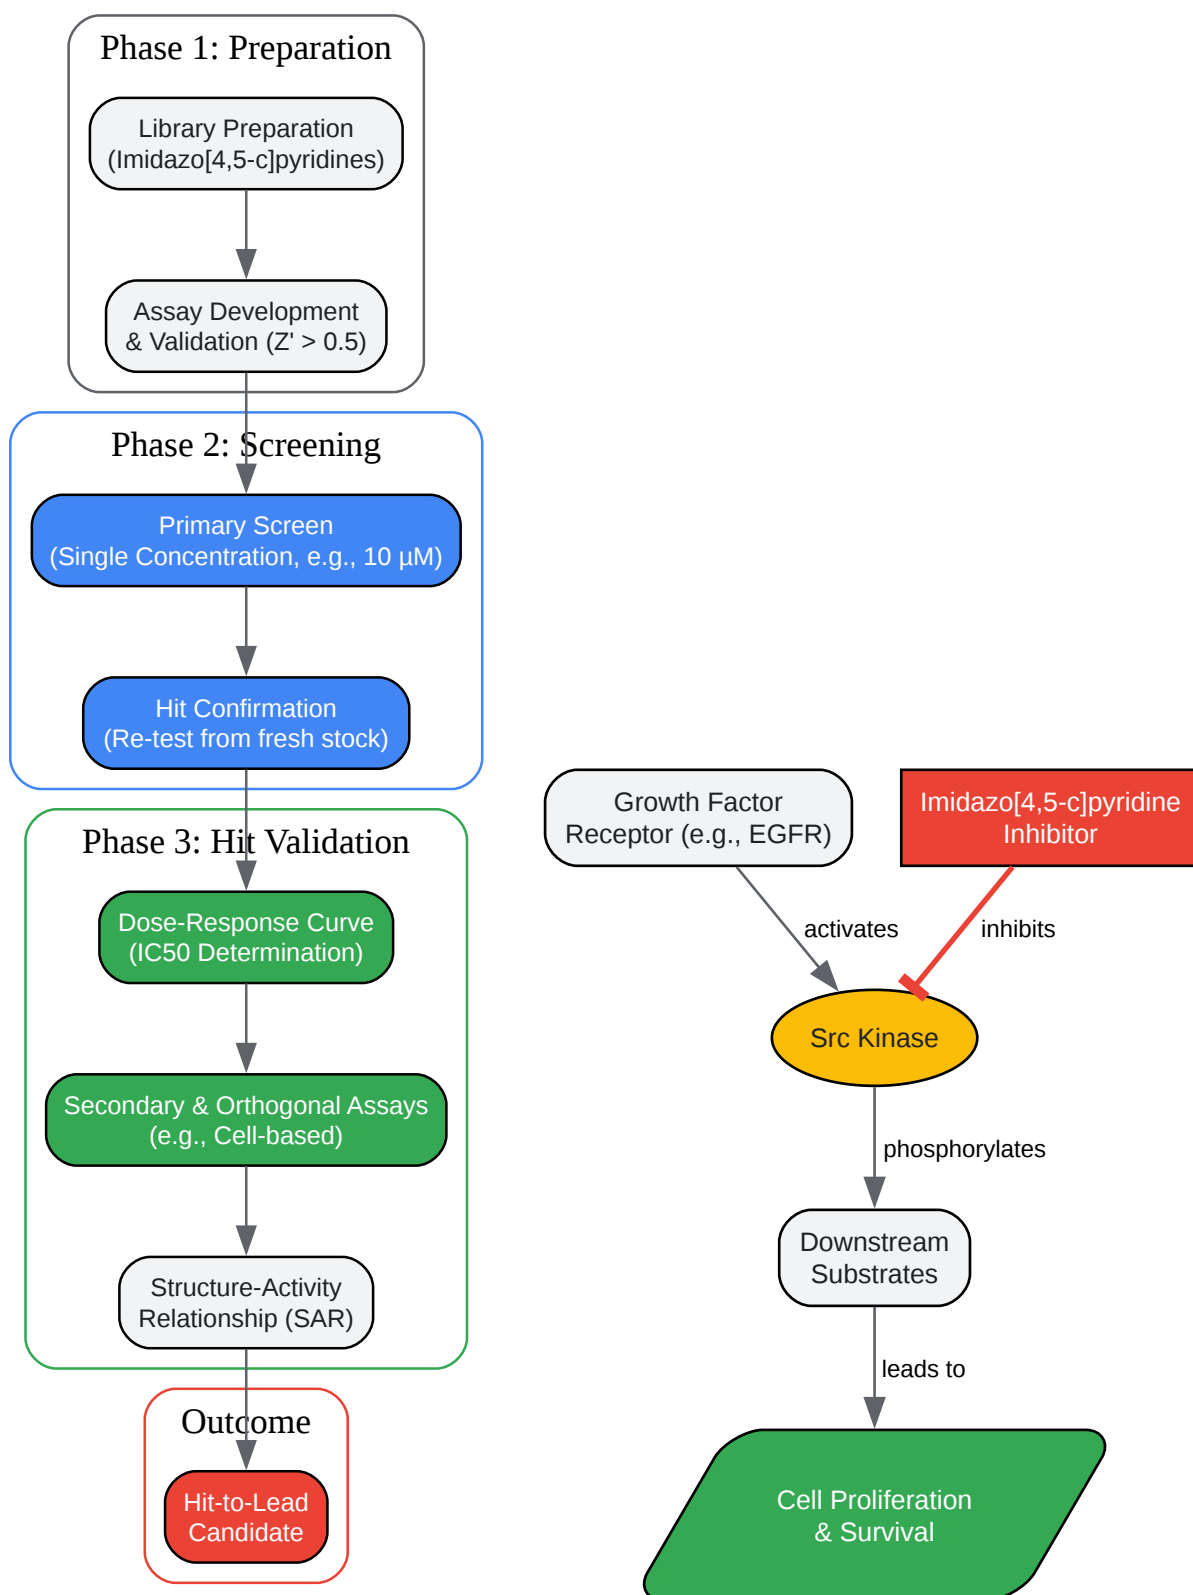 Phase 1: Preparation
Library Preparation
(Imidazo[4,5-c]pyridines)
Assay Development
& Validation (Z' > 0.5)
Phase 2: Screening
Primary Screen
(Single Concentration, e.g., 10 µM)
Hit Confirmation
(Re-test from fresh stock)
Phase 3: Hit Validation
Dose-Response Curve
(IC50 Determination)
Secondary & Orthogonal Assays
(e.g., Cell-based)
Structure-Activity
Relationship (SAR)
Outcome
Hit-to-Lead
Candidate
Growth Factor
Receptor (e.g., EGFR)
Imidazo[4,5-c]pyridine
Inhibitor
activates
inhibits
Src Kinase
phosphorylates
Downstream
Substrates
leads to
Cell Proliferation
& Survival